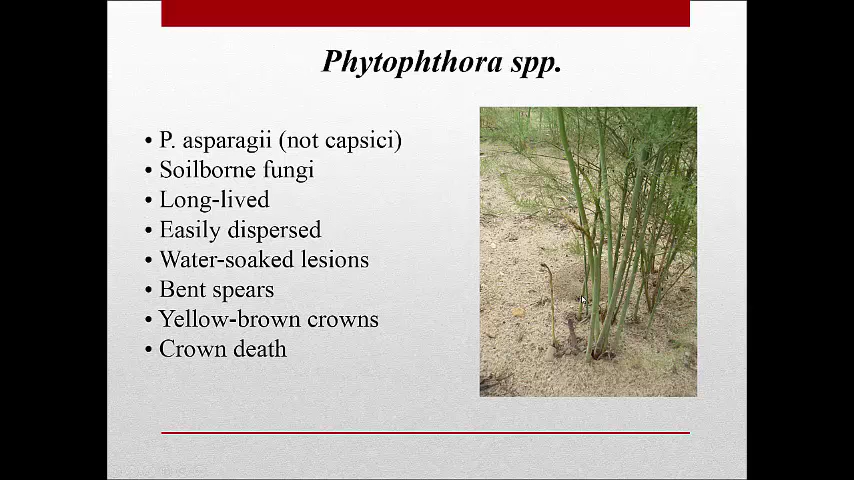 Phytophthora spp.
• P. asparagii (not capsici)
• Soilborne fungi
• Long-lived
• Easily dispersed
• Water-soaked lesions
• Bent spears
• Yellow-brown crowns
• Crown death